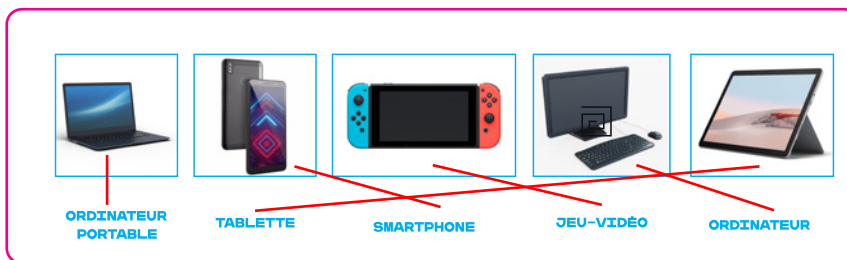 ORDINATEUR
PORTABLE
TABLETTE
SMARTPHONE
JEU-VIDÉO
ORDINATEUR